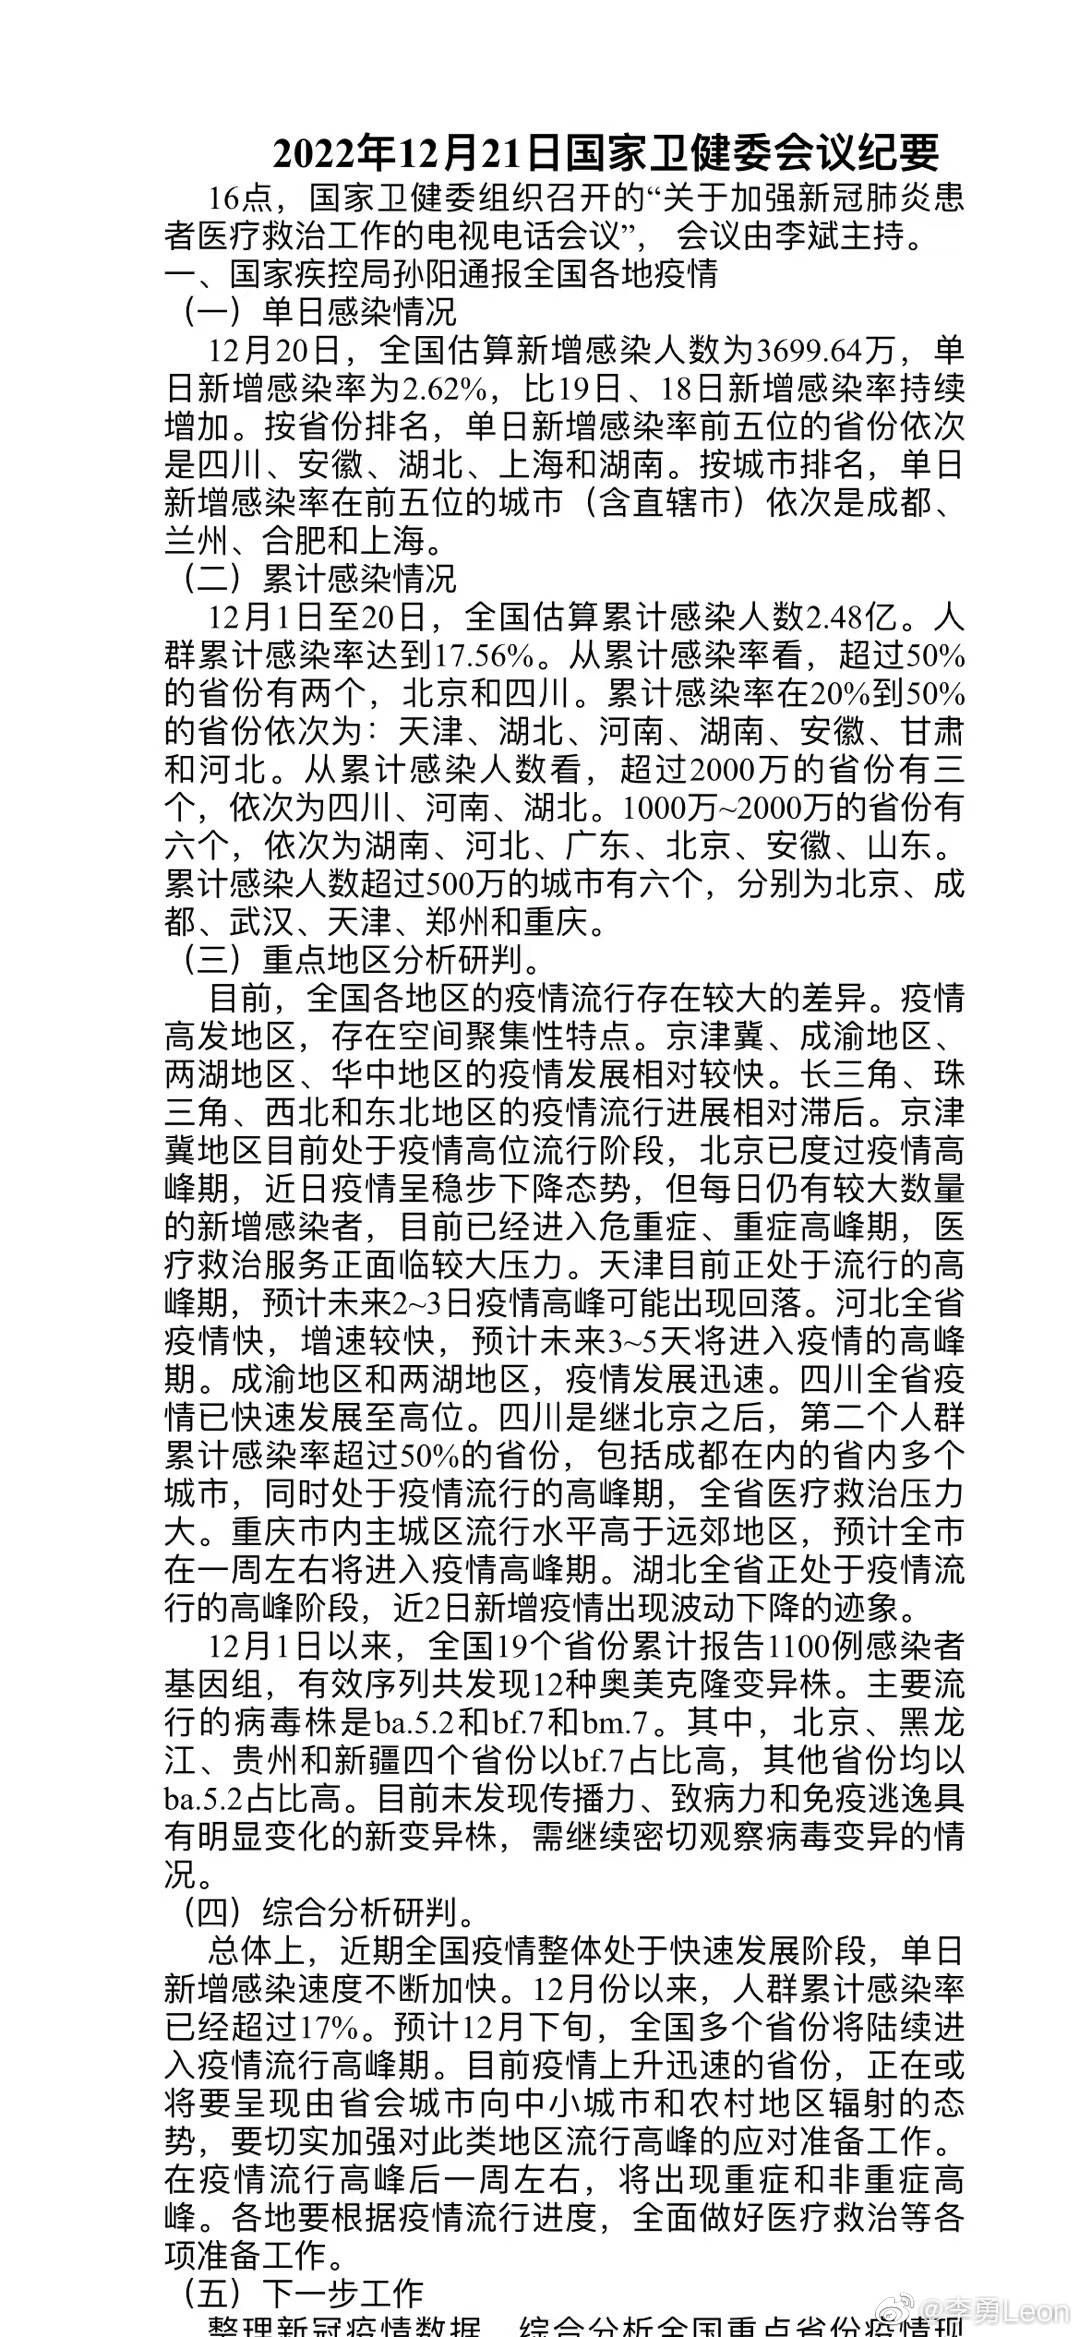 2022年12月21日国家卫健委会议纪要
16点，国家卫健委组织召开的“关于加强新冠肺炎患
者医疗救治工作的电视电话会议”， 会议由李斌主持。
一、国家疾控局孙阳通报全国各地疫情
（一）单日感染情况
12月20日，全国估算新增感染人数为3699.64万，单
日新增感染率为2.62%，比19日、18日新增感染率持续
增加。按省份排名，单日新增感染率前五位的省份依次
是四川、安徽、湖北、上海和湖南。按城市排名，单日
新增感染率在前五位的城市（含直辖市）依次是成都、
兰州、合肥和上海。
（二）累计感染情况
12月1日至20日，全国估算累计感染人数2.48亿。人
群累计感染率达到17.56%。从累计感染率看，超过50%
的省份有两个，北京和四川。累计感染率在20%到50%
的省份依次为：天津、湖北、河南、湖南、安徽、甘肃
和河北。从累计感染人数看，超过2000万的省份有三
个，依次为四川、河南、湖北。1000万~2000万的省份有
六个，依次为湖南、河北、广东、北京、安徽、山东。
累计感染人数超过500万的城市有六个，分别为北京、成
都、武汉、天津、郑州和重庆。
（三）重点地区分析研判。
目前，全国各地区的疫情流行存在较大的差异。疫情
高发地区，存在空间聚集性特点。京津冀、成渝地区、
两湖地区、华中地区的疫情发展相对较快。长三角、珠
三角、西北和东北地区的疫情流行进展相对滞后。京津
冀地区目前处于疫情高位流行阶段，北京已度过疫情高
峰期，近日疫情呈稳步下降态势，但每日仍有较大数量
的新增感染者，目前已经进入危重症、重症高峰期，医
疗救治服务正面临较大压力。天津目前正处于流行的高
峰期，预计未来2~3日疫情高峰可能出现回落。河北全省
疫情快，增速较快，预计未来3~5天将进入疫情的高峰
期。成渝地区和两湖地区，疫情发展迅速。四川全省疫
情已快速发展至高位。四川是继北京之后，第二个人群
累计感染率超过50%的省份，包括成都在内的省内多个
城市，同时处于疫情流行的高峰期，全省医疗救治压力
大。重庆市内主城区流行水平高于远郊地区，预计全市
在一周左右将进入疫情高峰期。湖北全省正处于疫情流
行的高峰阶段，近2日新增疫情出现波动下降的迹象。
12月1日以来，全国19个省份累计报告1100例感染者
基因组，有效序列共发现12种奥美克隆变异株。主要流
行的病毒株是ba.5.2和bf.7和bm.7。其中，北京、黑龙
江、贵州和新疆四个省份以bf.7占比高，其他省份均以
ba.5.2占比高。目前未发现传播力、致病力和免疫逃逸具
有明显变化的新变异株，需继续密切观察病毒变异的情
况。
（四）综合分析研判。
总体上，近期全国疫情整体处于快速发展阶段，单日
新增感染速度不断加快。12月份以来，人群累计感染率
已经超过17%。预计12月下旬，全国多个省份将陆续进
入疫情流行高峰期。目前疫情上升迅速的省份，正在或
将要呈现由省会城市向中小城市和农村地区辐射的态
势，要切实加强对此类地区流行高峰的应对准备工作。
在疫情流行高峰后一周左右，将出现重症和非重症高
峰。各地要根据疫情流行进度，全面做好医疗救治等各
项准备工作。
（五）下一步工作
整理新冠疫情数据，综合分析全国重点省份疫情现
@李勇Leon